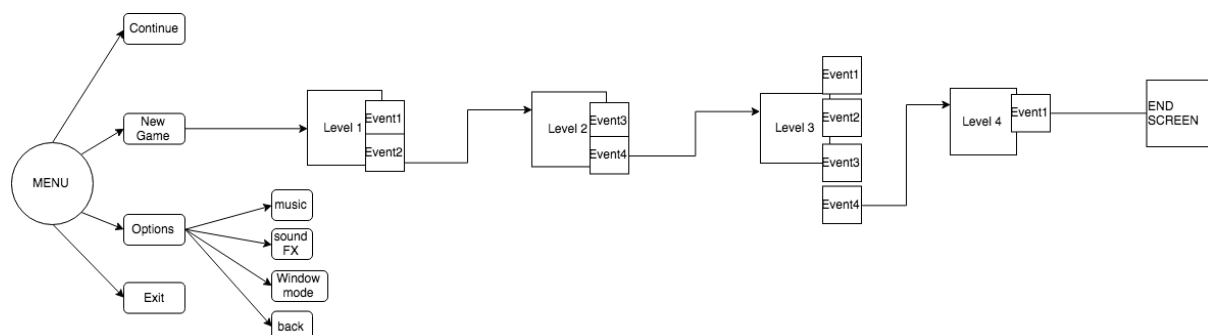 Continue
New
Game
MENU
Options
Exit
music
sound
FX
Window
mode
back
Level 1
Event1
Event2
Level 2
Event3
Event4
Level 3
Event1
Event2
Event3
Event4
Level 4
Event1
END
SCREEN